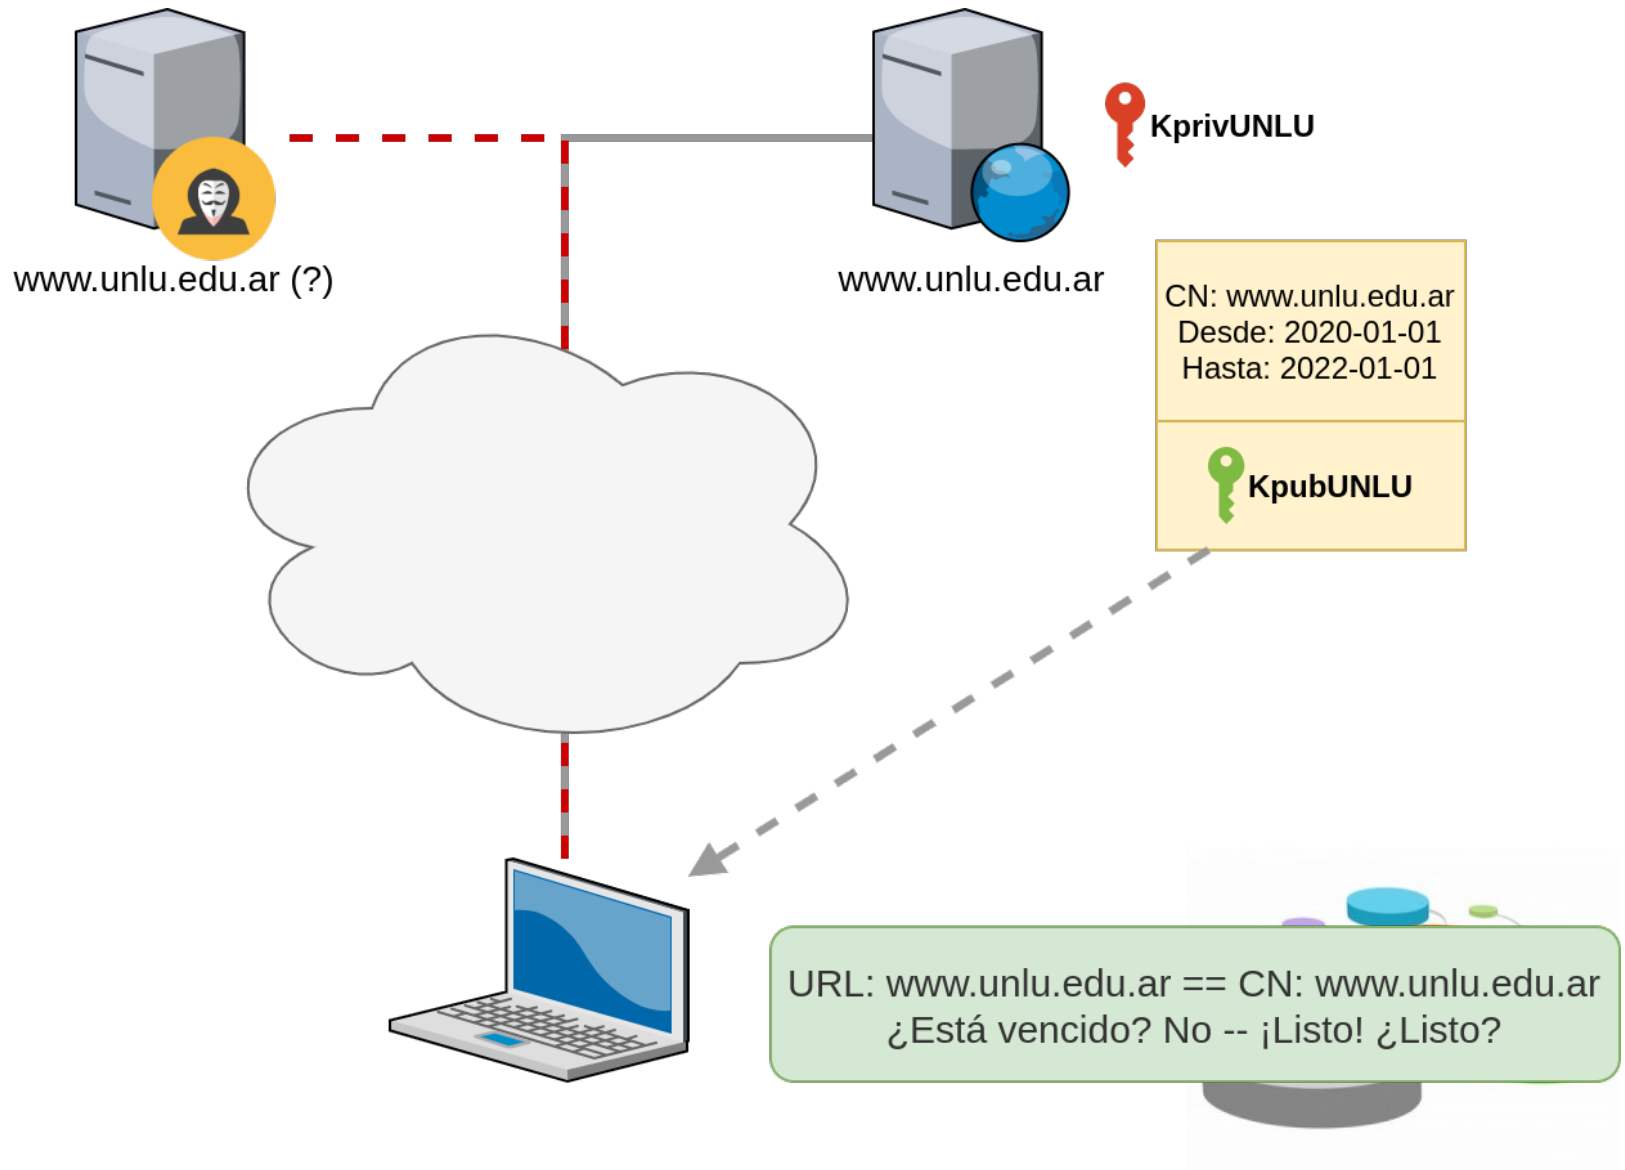 KprivUNLU
www.unlu.edu.ar (?)
www.unlu.edu.ar
CN: www.unlu.edu.ar
Desde: 2020-01-01
Hasta: 2022-01-01
KpubUNLU
URL: www.unlu.edu.ar == CN: www.unlu.edu.ar
¿Está vencido? No -- ¡Listo! ¿Listo?